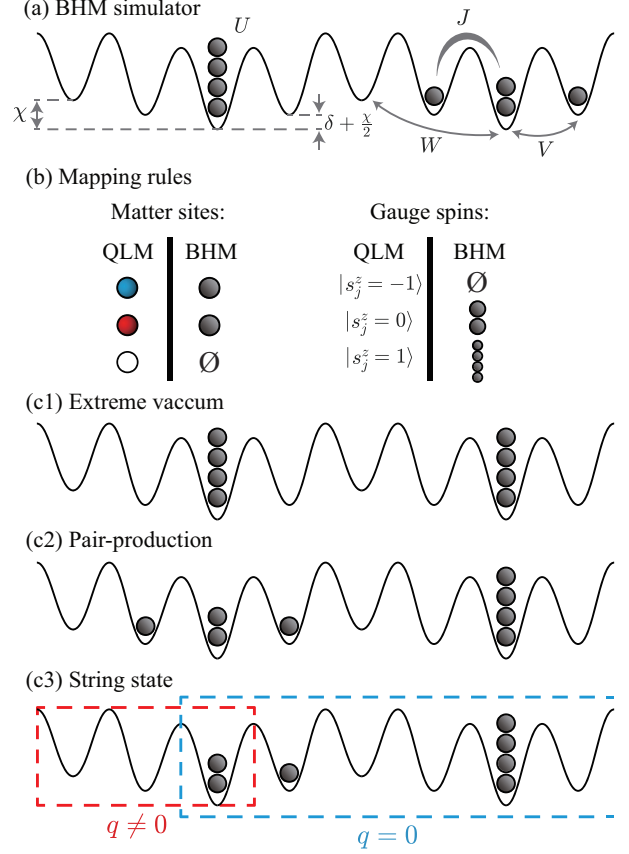 (a) BHM simulator
U
J
χ
δ + χ/2
W
V
(b) Mapping rules
Matter sites:
QLM BHM
Ø
Gauge spins:
QLM BHM
|s_j^z = −1⟩ Ø
|s_j^z = 0⟩
|s_j^z = 1⟩
(c1) Extreme vaccum
(c2) Pair-production
(c3) String state
q ≠ 0
q = 0